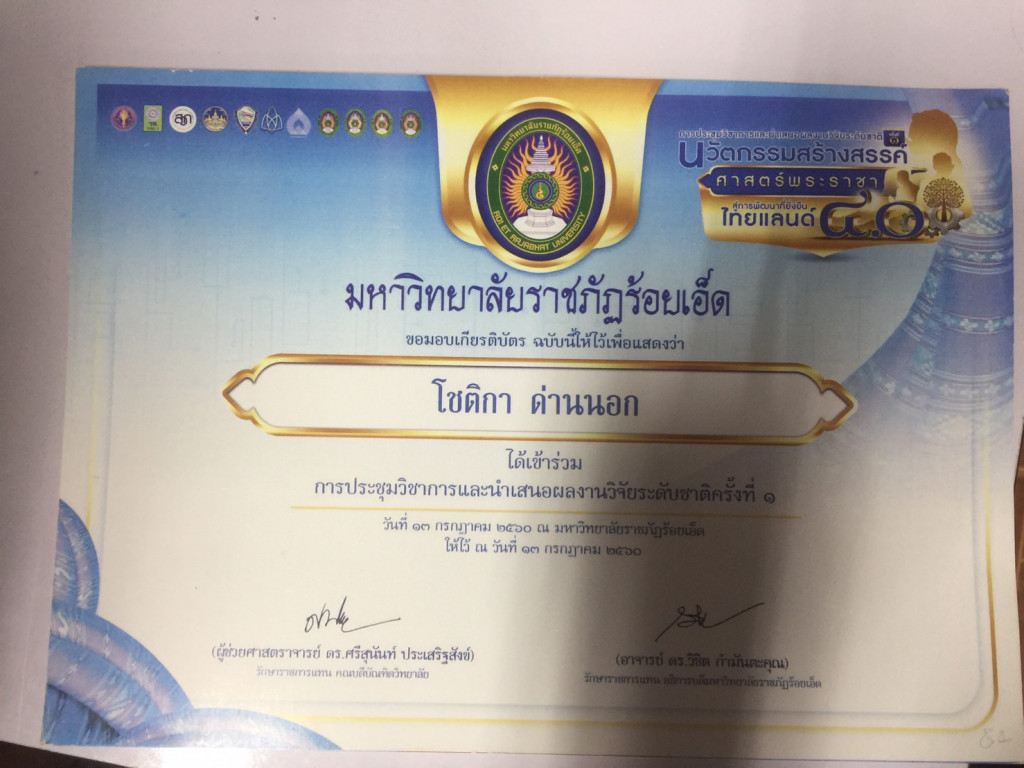 การประชุมวิชาการและนำเสนอผลงานวิจัยระดับชาติ
นวัตกรรมสร้างสรรค์
ศาสตร์พระราชา
สู่การพัฒนาที่ยั่งยืน
ไทยแลนด์ ๔.๐
มหาวิทยาลัยราชภัฏร้อยเอ็ด
ROI ET RAJABHAT UNIVERSITY
มหาวิทยาลัยราชภัฏร้อยเอ็ด
ขอมอบเกียรติบัตร ฉบับนี้ให้ไว้เพื่อแสดงว่า
โชติกา ด่านนอก
ได้เข้าร่วม
การประชุมวิชาการและนำเสนอผลงานวิจัยระดับชาติครั้งที่ ๑
วันที่ ๑๓ กรกฎาคม ๒๕๖๐ ณ มหาวิทยาลัยราชภัฏร้อยเอ็ด
ให้ไว้ ณ วันที่ ๑๓ กรกฎาคม ๒๕๖๐
(ผู้ช่วยศาสตราจารย์ ดร.ศรีสุนันท์ ประเสริฐสังข์)
รักษาราชการแทน คณบดีบัณฑิตวิทยาลัย
(อาจารย์ ดร.วิชิต กำมันตะคุณ)
รักษาราชการแทน อธิการบดีมหาวิทยาลัยราชภัฏร้อยเอ็ด